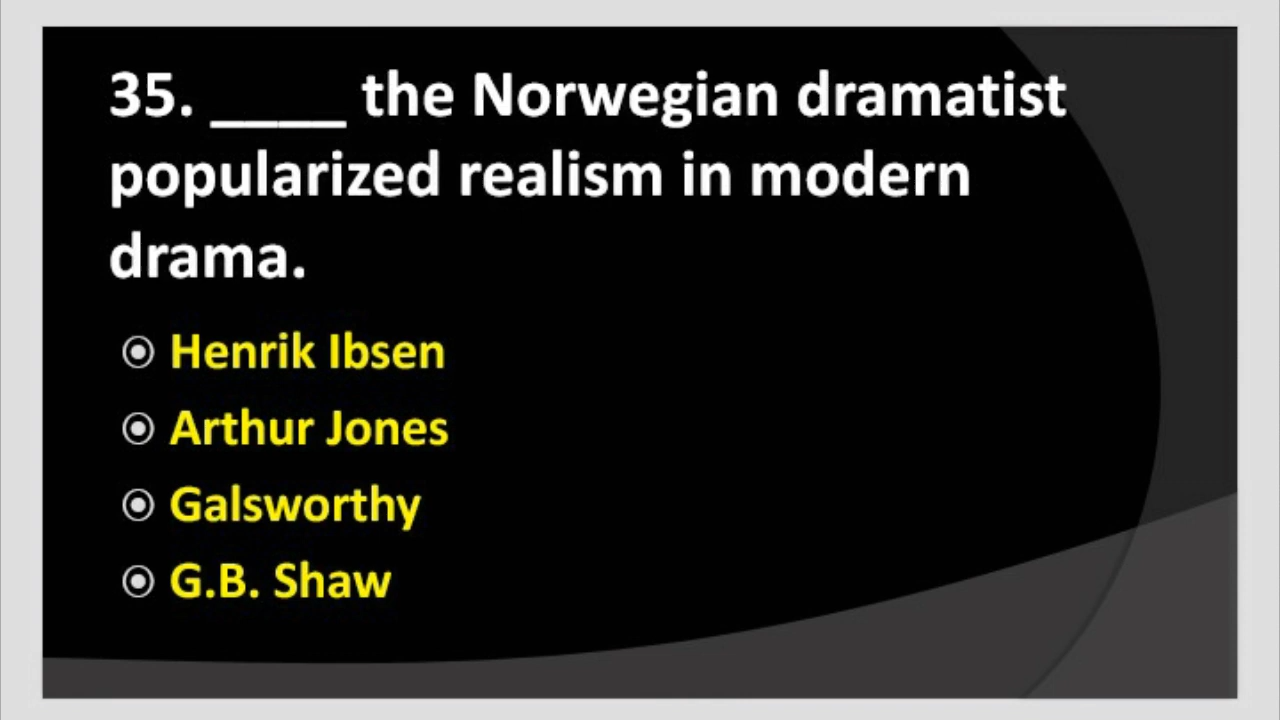 35. ____ the Norwegian dramatist
popularized realism in modern
drama.
Henrik Ibsen
Arthur Jones
Galsworthy
G.B. Shaw